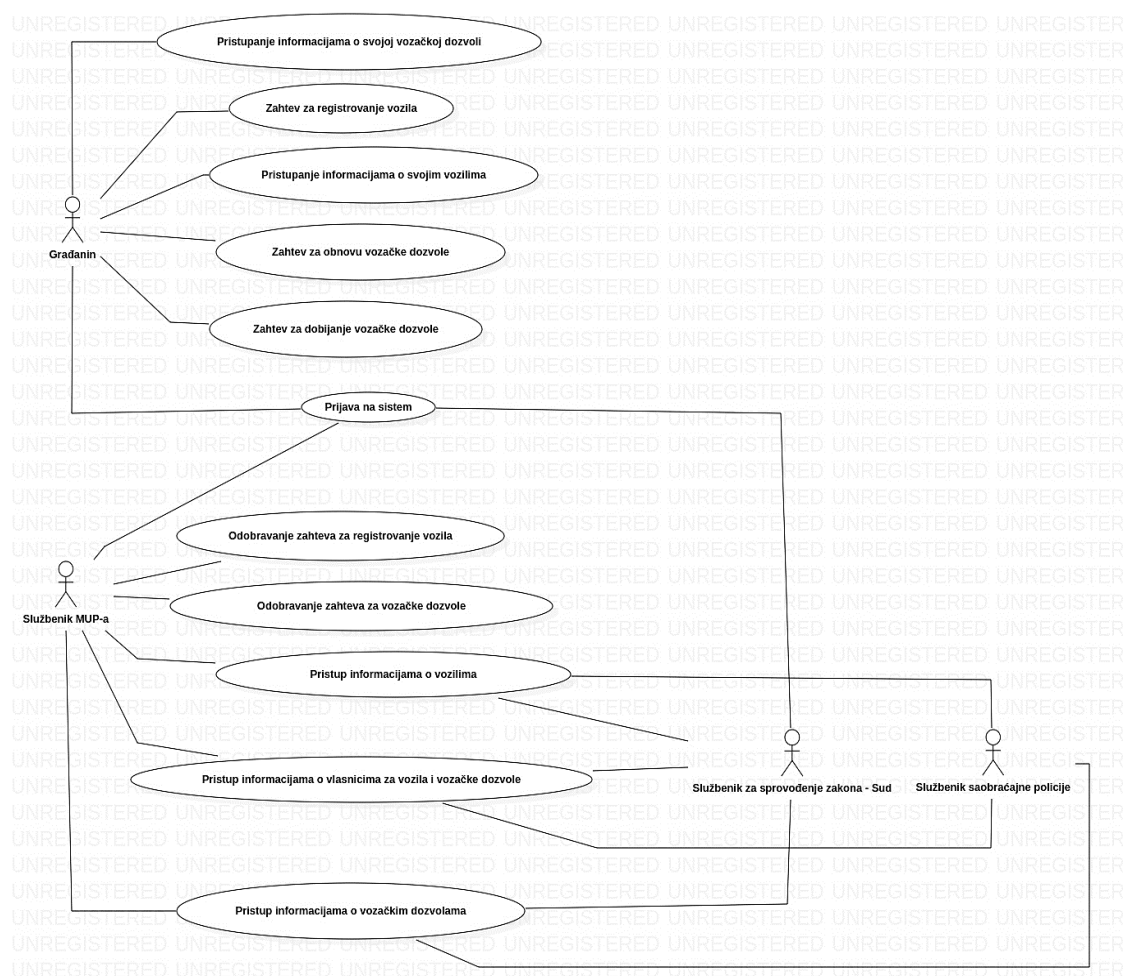 Pristupanje informacijama o svojoj vozačkoj dozvoli
Zahtev za registrovanje vozila
Pristupanje informacijama o svojim vozilima
Građanin
Zahtev za obnovu vozačke dozvole
Zahtev za dobijanje vozačke dozvole
Prijava na sistem
Odobravanje zahteva za registrovanje vozila
Odobravanje zahteva za vozačke dozvole
Službenik MUP-a
Pristup informacijama o vozilima
Pristup informacijama o vlasnicima za vozila i vozačke dozvole
Službenik za sprovođenje zakona - Sud
Službenik saobraćajne policije
Pristup informacijama o vozačkim dozvolama
UNREGISTERED